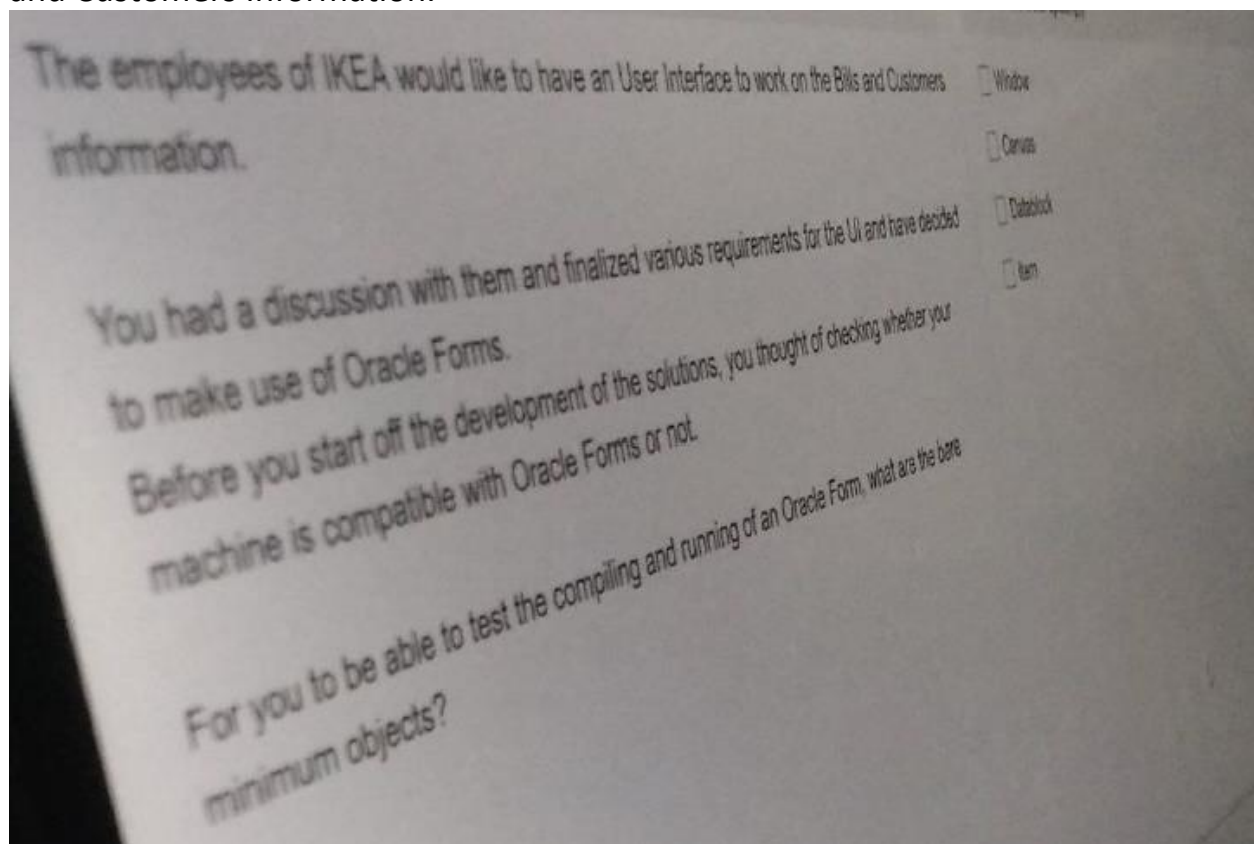 and Customers information.
The employees of IKEA would like to have an User Interface to work on the Bills and Customers
information.
You had a discussion with them and finalized various requirements for the UI and have decided
to make use of Oracle Forms.
Before you start off the development of the solutions, you thought of checking whether your
machine is compatible with Oracle Forms or not.
For you to be able to test the compiling and running of an Oracle Form, what are the bare
minimum objects?
Window
Canvas
Datablock
Item